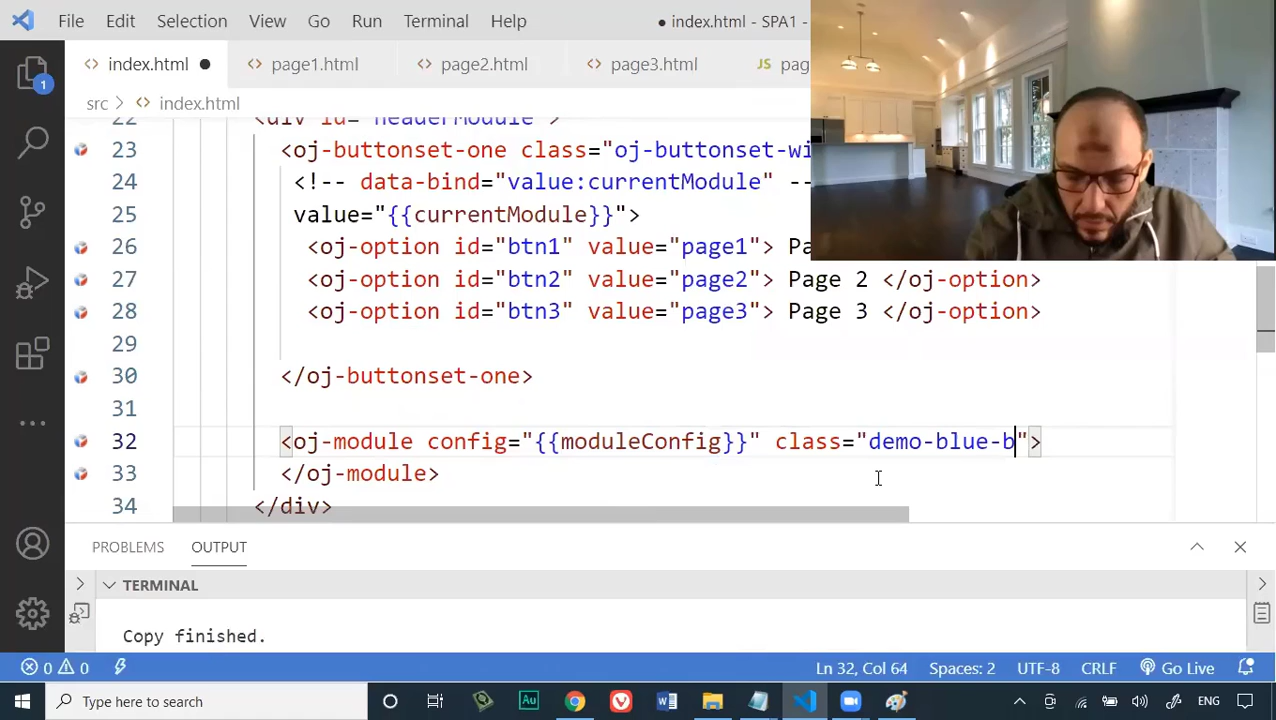 File Edit Selection View Go Run Terminal Help ● index.html - SPA1 -
index.html ● page1.html page2.html page3.html JS pag
src > index.html
22 <div id="headerModule">
23 <oj-buttonset-one class="oj-buttonset-wi
24 <!-- data-bind="value:currentModule" --
25 value="{{currentModule}}">
26 <oj-option id="btn1" value="page1"> Pa
27 <oj-option id="btn2" value="page2"> Page 2 </oj-option>
28 <oj-option id="btn3" value="page3"> Page 3 </oj-option>
29
30 </oj-buttonset-one>
31
32 <oj-module config="{{moduleConfig}}" class="demo-blue-b">
33 </oj-module>
34 </div>
PROBLEMS OUTPUT
TERMINAL
Copy finished.
0 0 Ln 32, Col 64 Spaces: 2 UTF-8 CRLF Go Live
Type here to search Au ENG
1